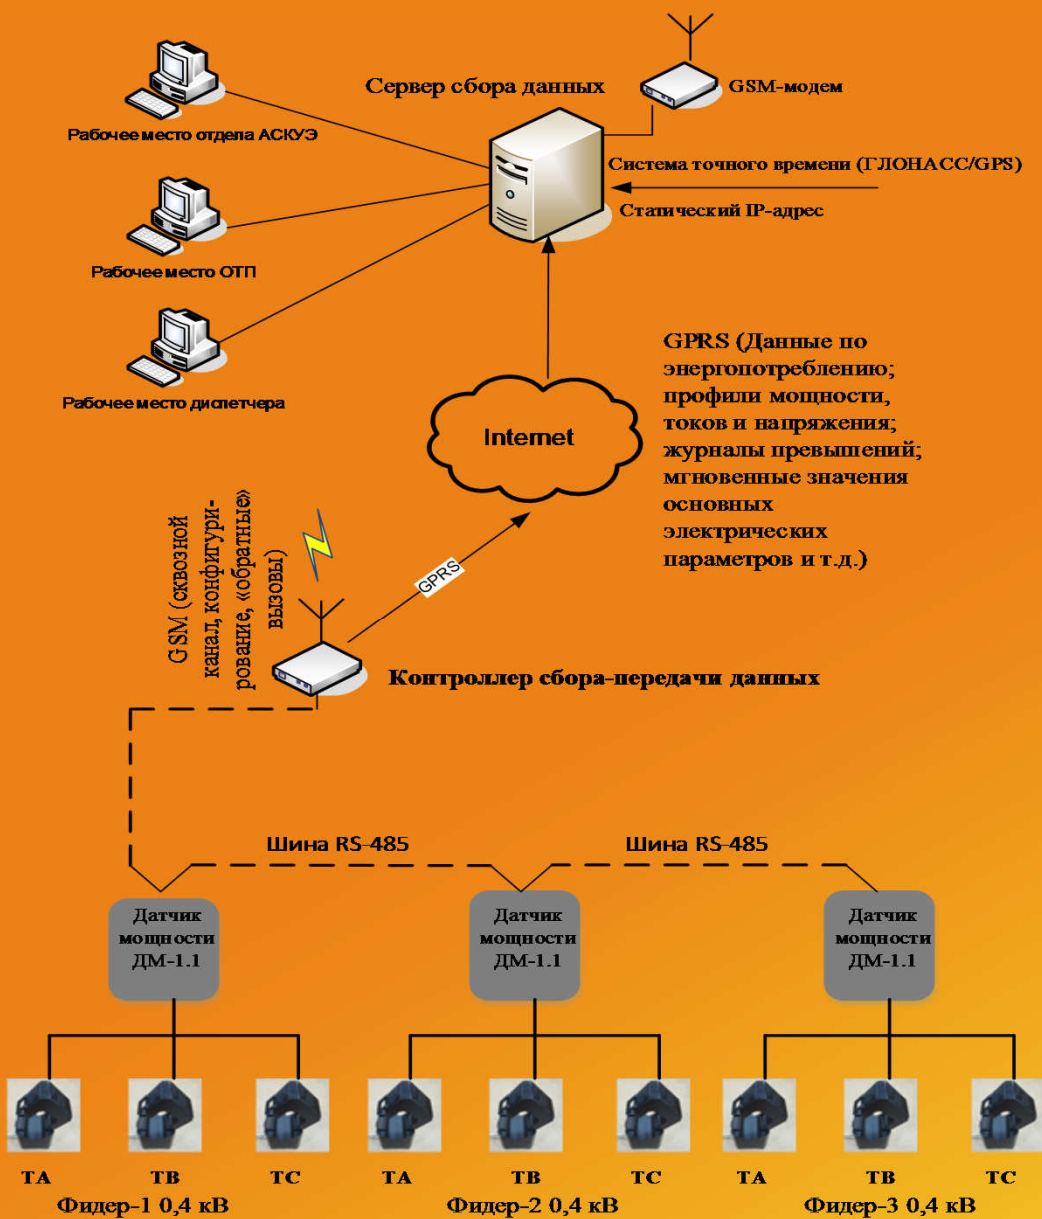 Сервер сбора данных
GSM-модем
Рабочее место отдела АСКУЭ
Система точного времени (ГЛОНАСС/GPS)
Статический IP-адрес
Рабочее место ОТП
Рабочее место диспетчера
GPRS (Данные по
энергопотреблению;
профили мощности,
токов и напряжения;
журналы превышений;
мгновенные значения
основных
электрических
параметров и т.д.)
Internet
GSM (сквозной
канал, конфигури-
рование, «обратные»
вызовы)
GPRS
Контроллер сбора-передачи данных
Шина RS-485
Шина RS-485
Датчик
мощности
ДМ-1.1
Датчик
мощности
ДМ-1.1
Датчик
мощности
ДМ-1.1
ТА
ТВ
ТС
ТА
ТВ
ТС
ТА
ТВ
ТС
Фидер-1 0,4 кВ
Фидер-2 0,4 кВ
Фидер-3 0,4 кВ